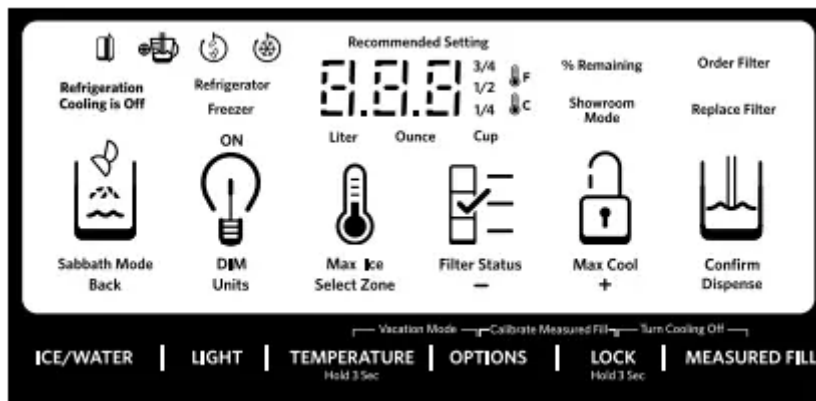 Recommended Setting
Refrigeration
Cooling is Off
Refrigerator
Freezer
8.8.8
3/4
1/2
1/4
F
C
Liter Ounce Cup
% Remaining
Showroom
Mode
Order Filter
Replace Filter
ON
Sabbath Mode
Back
DIM
Units
Max Ice
Select Zone
Filter Status
–
Max Cool
+
Confirm
Dispense
Vacation Mode Calibrate Measured Fill Turn Cooling Off
ICE/WATER | LIGHT | TEMPERATURE | OPTIONS | LOCK | MEASURED FILL
Hold 3 Sec Hold 3 Sec